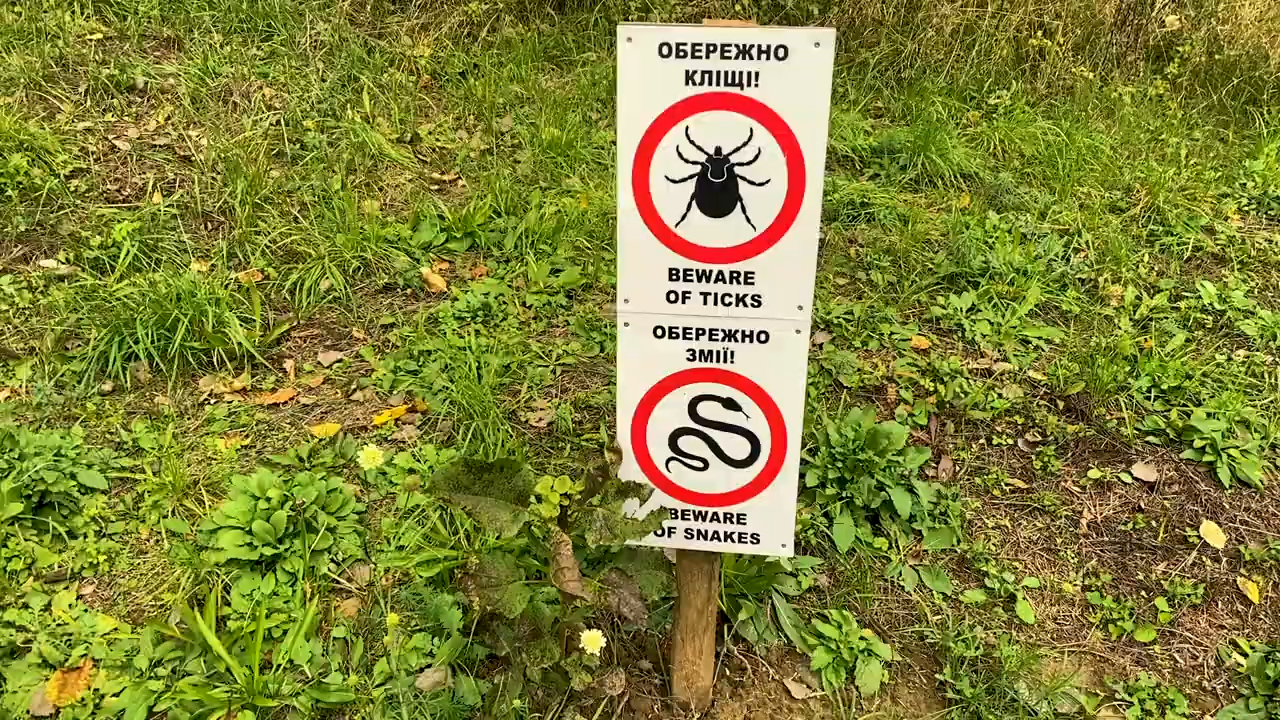 ОБЕРЕЖНО
КЛІЩІ!
BEWARE
OF TICKS
ОБЕРЕЖНО
ЗМІЇ!
BEWARE
OF SNAKES